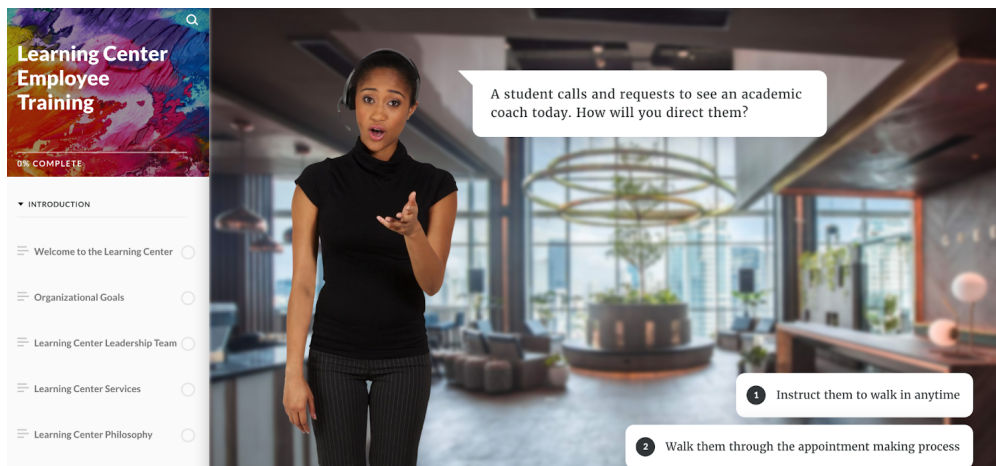 Learning Center
Employee
Training
0% COMPLETE
INTRODUCTION
Welcome to the Learning Center
Organizational Goals
Learning Center Leadership Team
Learning Center Services
Learning Center Philosophy
A student calls and requests to see an academic
coach today. How will you direct them?
1 Instruct them to walk in anytime
2 Walk them through the appointment making process